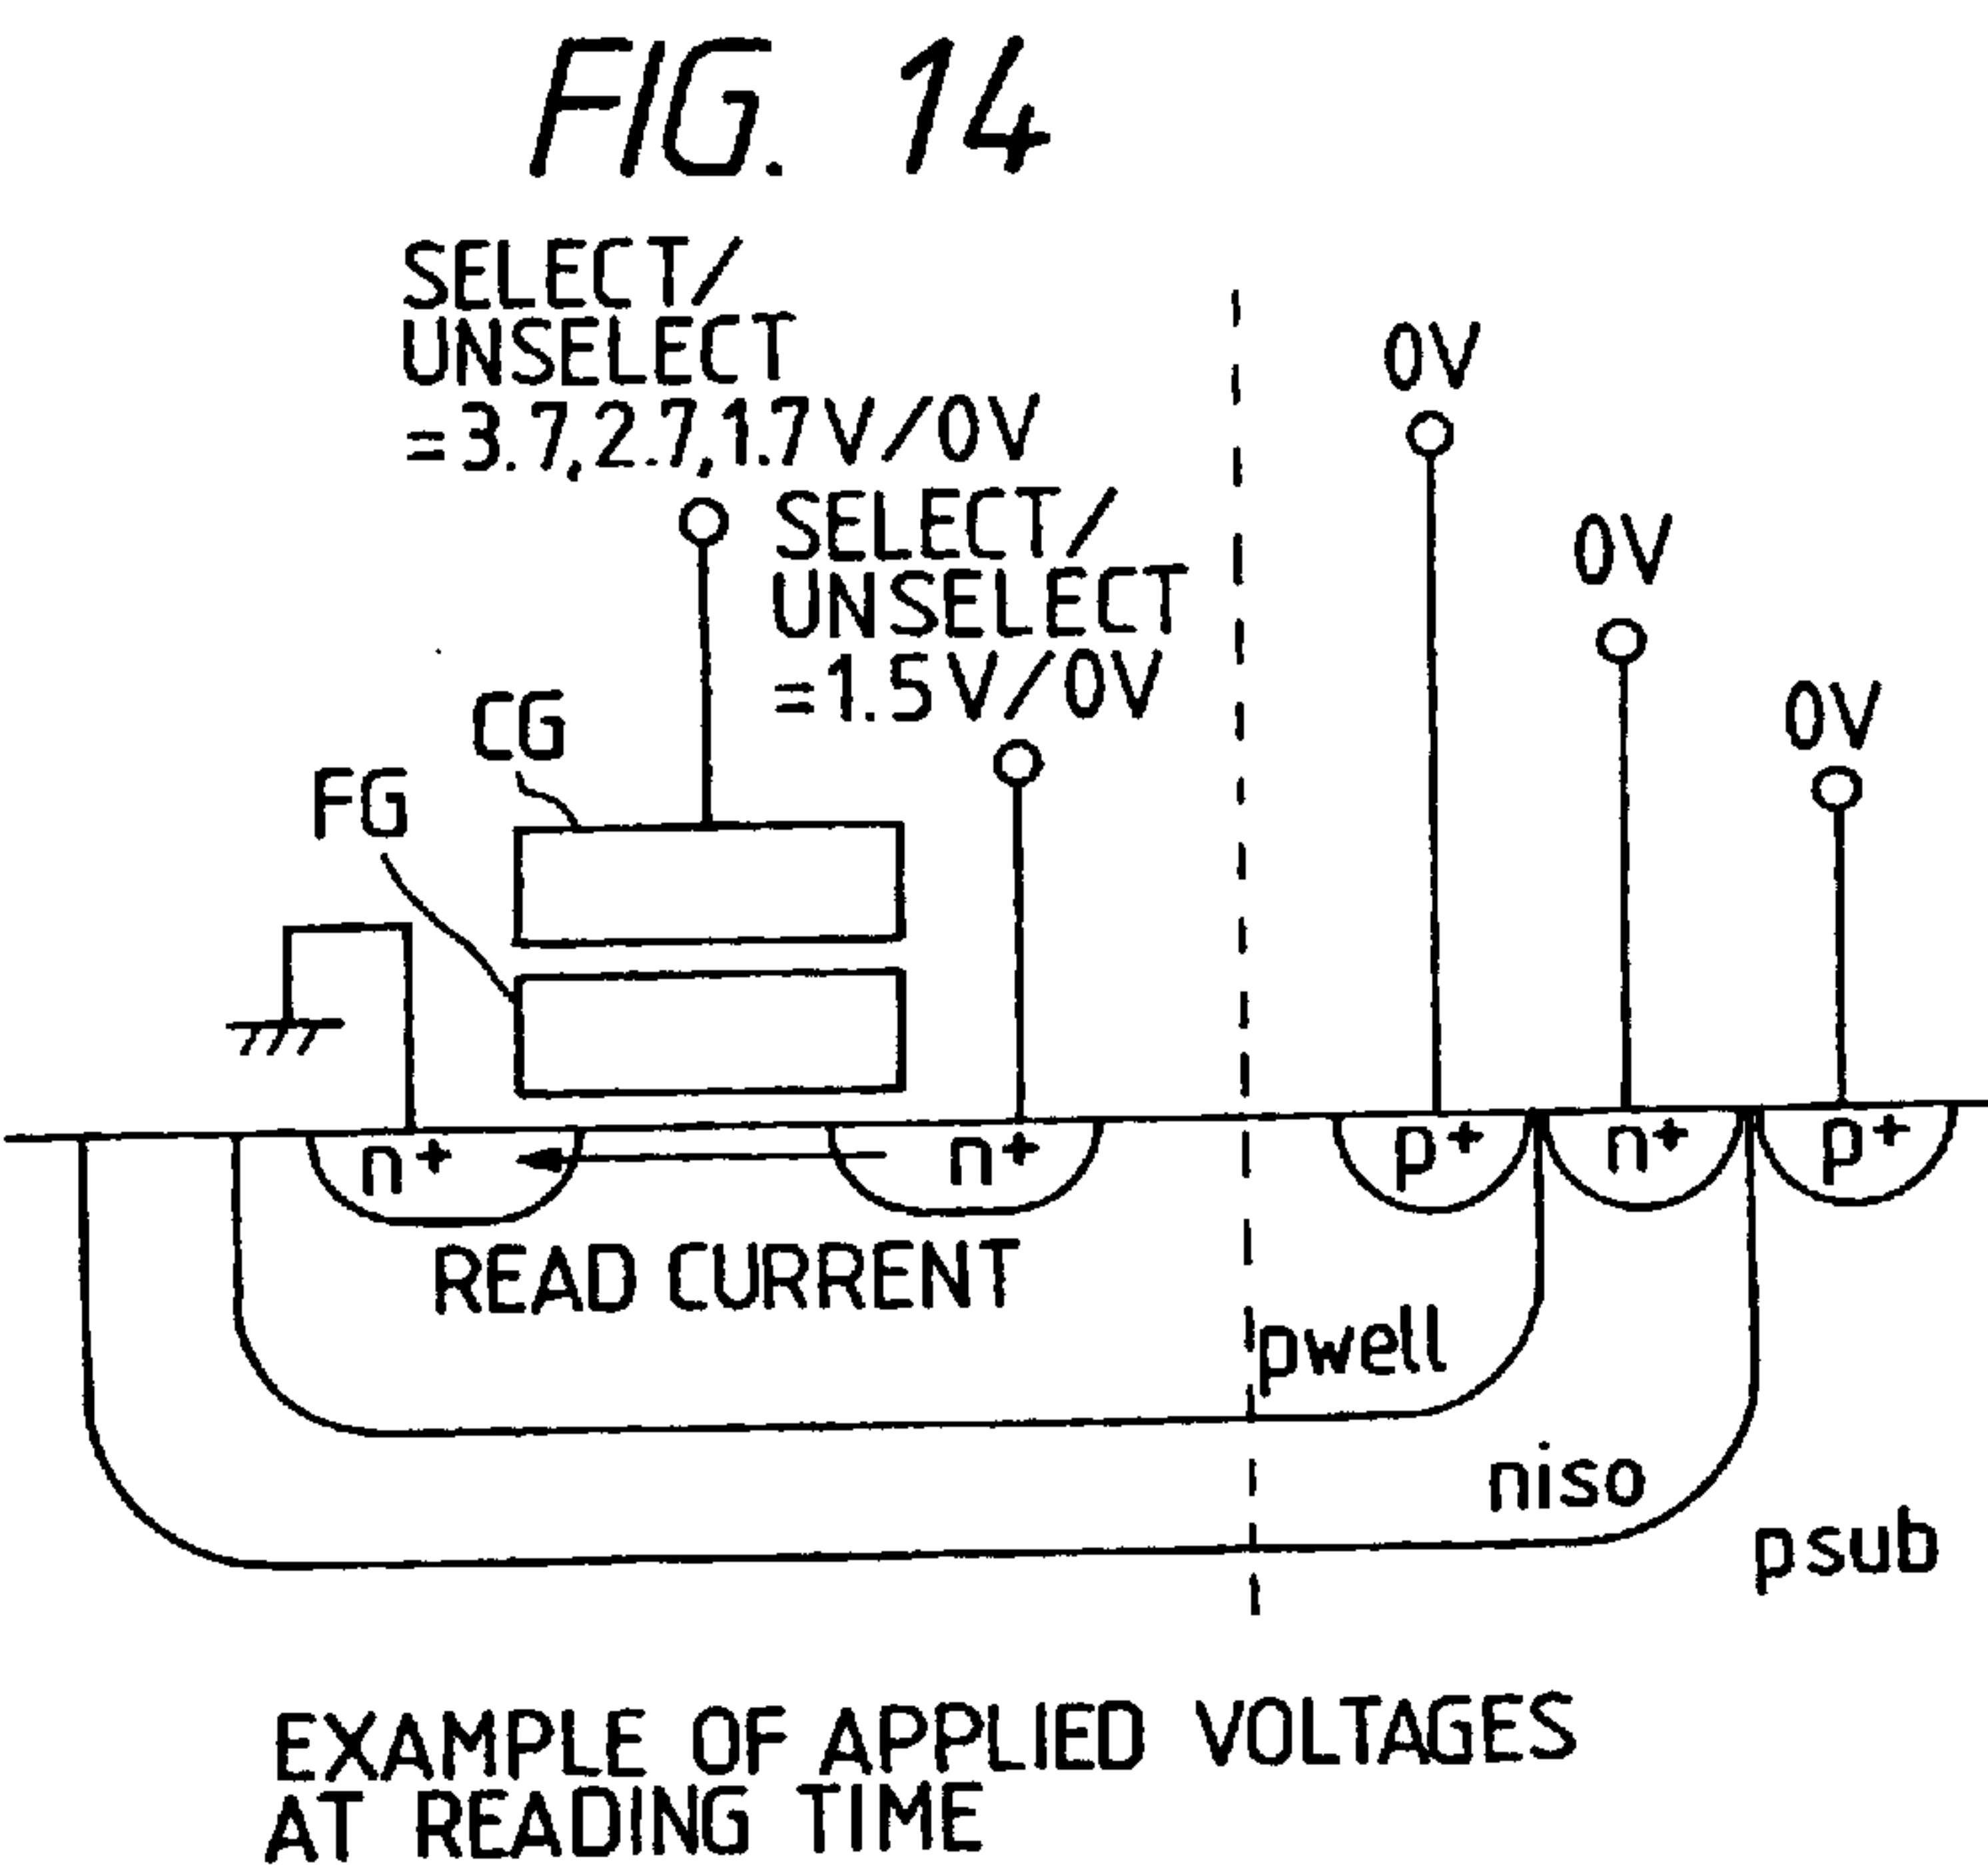 FIG. 14
SELECT/
UNSELECT
=3.7,2.7,1.7V/0V
SELECT/
UNSELECT
=1.5V/0V
0V
0V
0V
CG
FG
n+
n+
p+
n+
p+
READ CURRENT
pwell
niso
psub
EXAMPLE OF APPLIED VOLTAGES
AT READING TIME